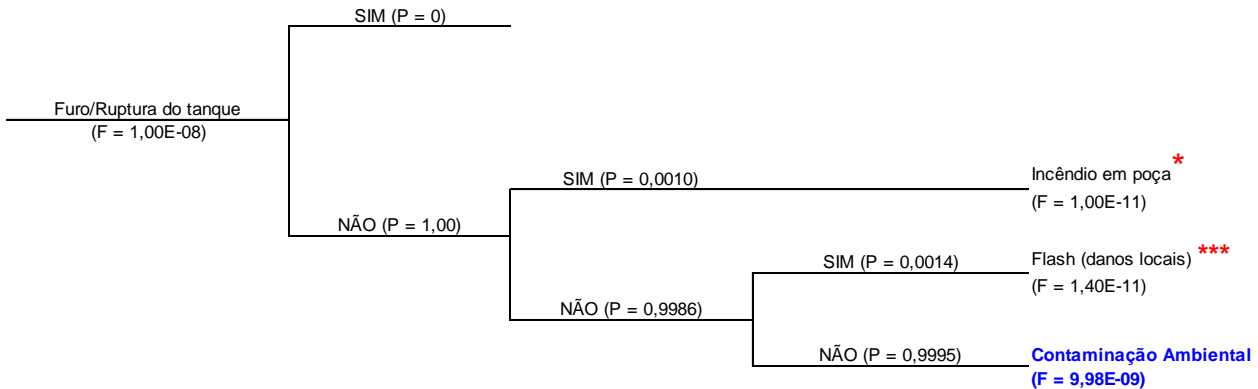 SIM (P = 0)
Furo/Ruptura do tanque
(F = 1,00E-08)
SIM (P = 0,0010)
Incêndio em poça *
(F = 1,00E-11)
NÃO (P = 1,00)
SIM (P = 0,0014)
Flash (danos locais) ***
(F = 1,40E-11)
NÃO (P = 0,9986)
NÃO (P = 0,9995)
Contaminação Ambiental
(F = 9,98E-09)